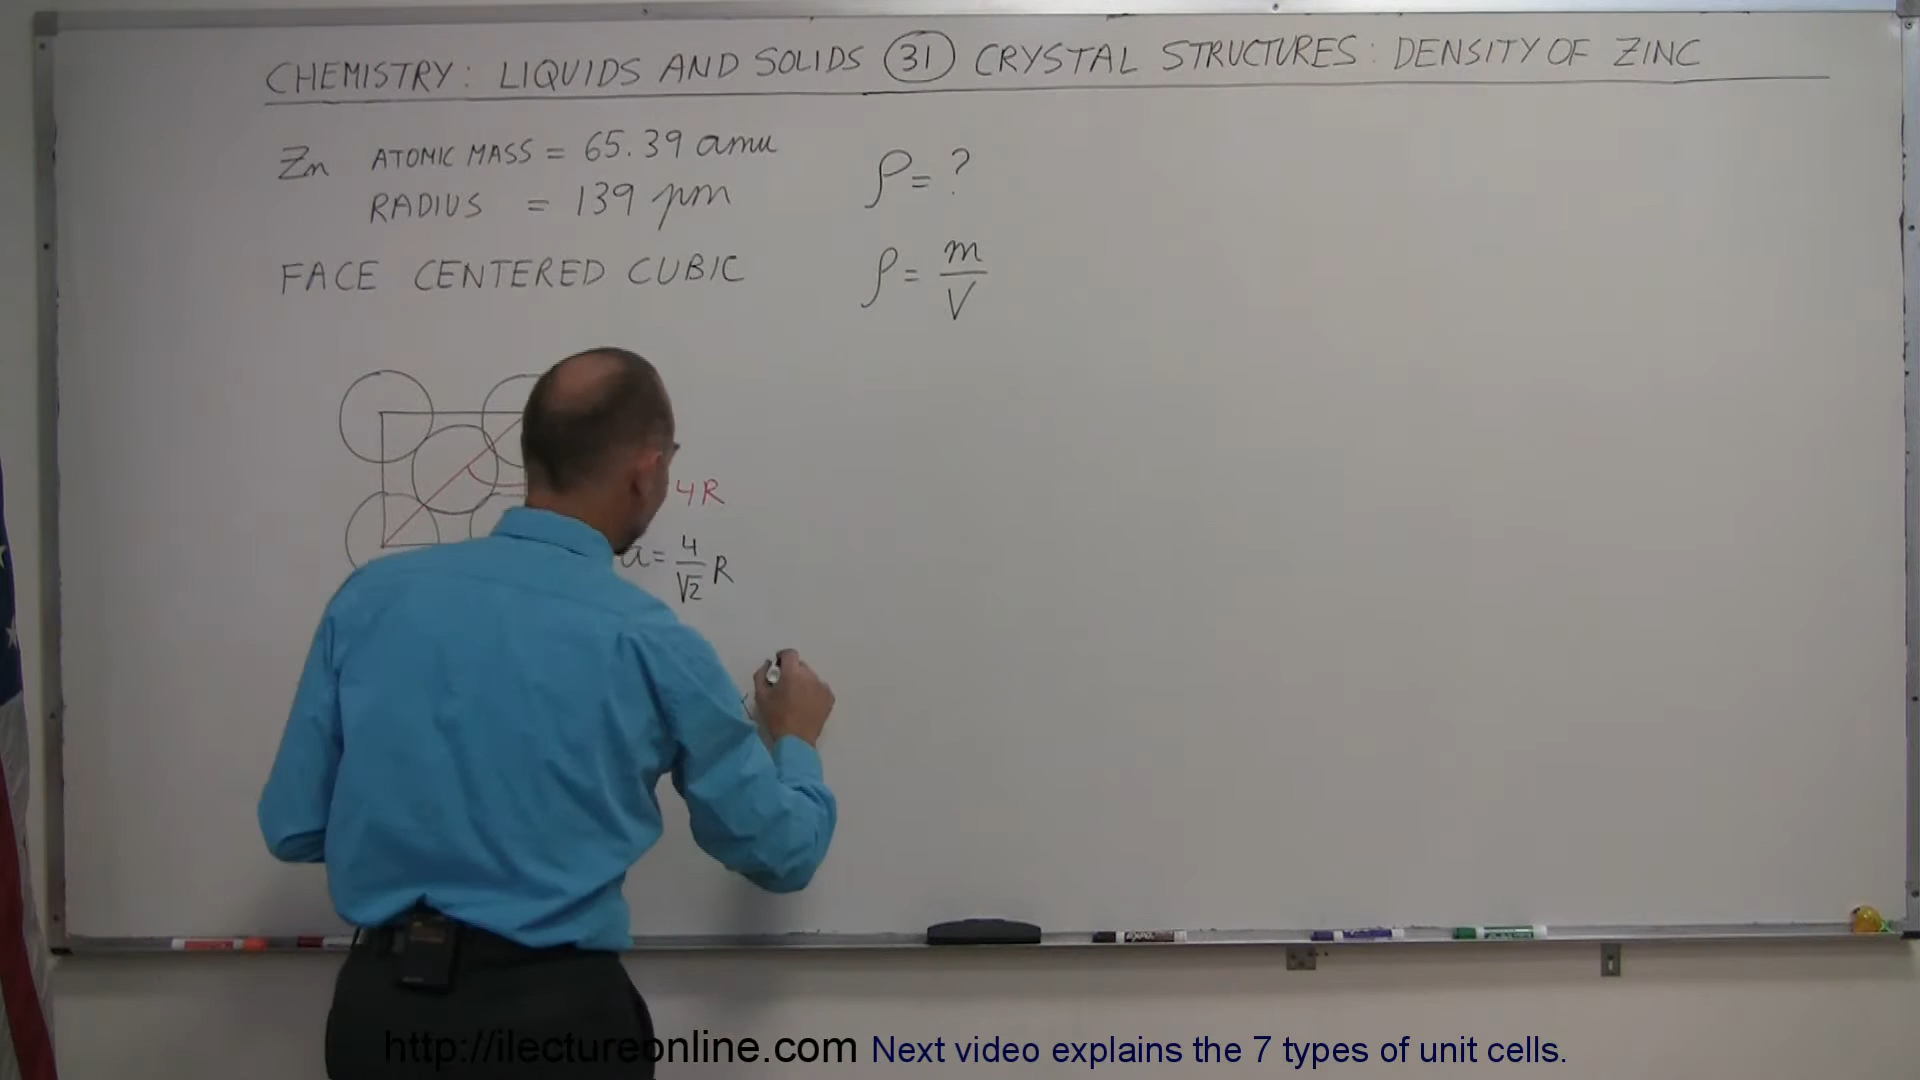 CHEMISTRY: LIQUIDS AND SOLIDS 31 CRYSTAL STRUCTURES: DENSITY OF ZINC
Zn ATOMIC MASS = 65.39 amu
RADIUS = 139 pm
FACE CENTERED CUBIC
ρ = ?
ρ = m/V
4R
a = 4/√2 R
http://ilectureonline.com Next video explains the 7 types of unit cells.